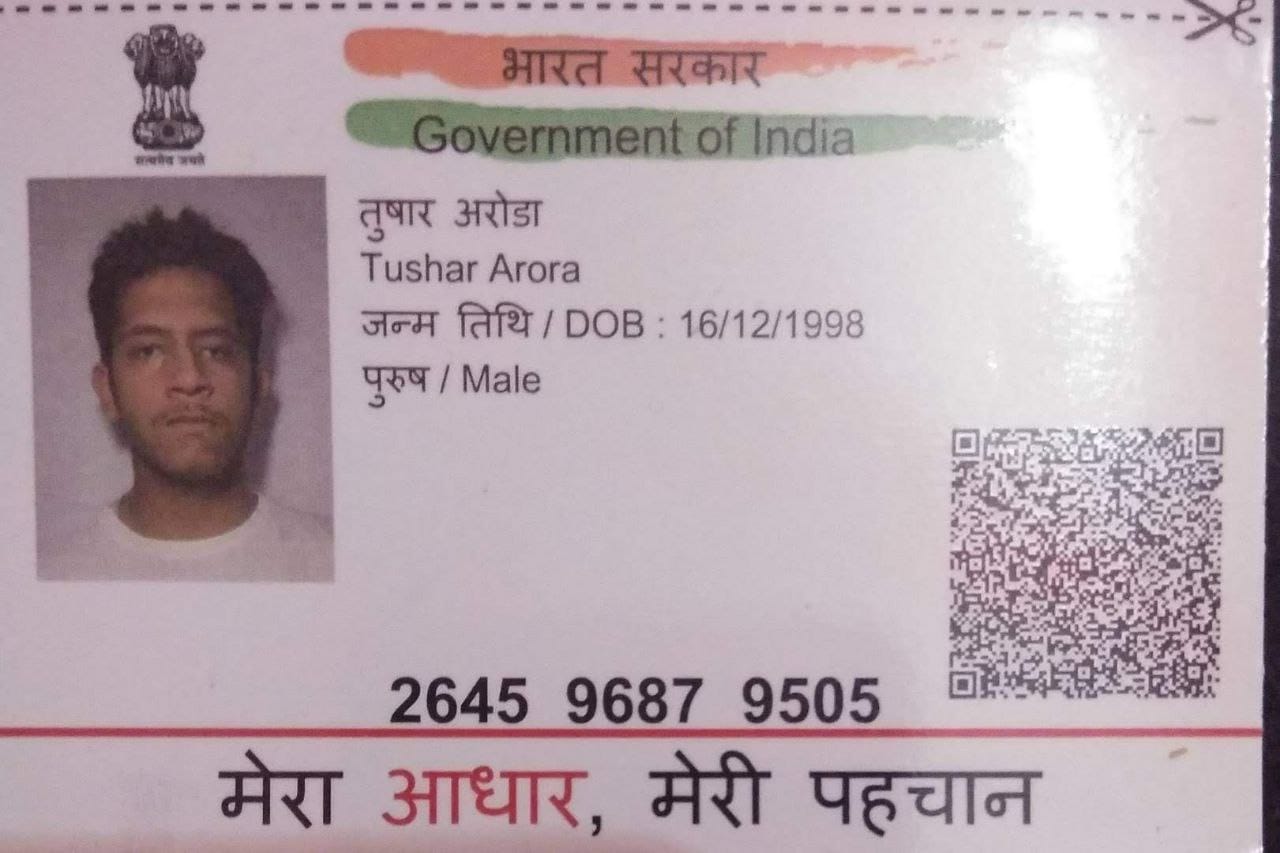 सत्यमेव जयते
भारत सरकार
Government of India
तुषार अरोडा
Tushar Arora
जन्म तिथि / DOB : 16/12/1998
पुरुष / Male
2645 9687 9505
मेरा आधार, मेरी पहचान